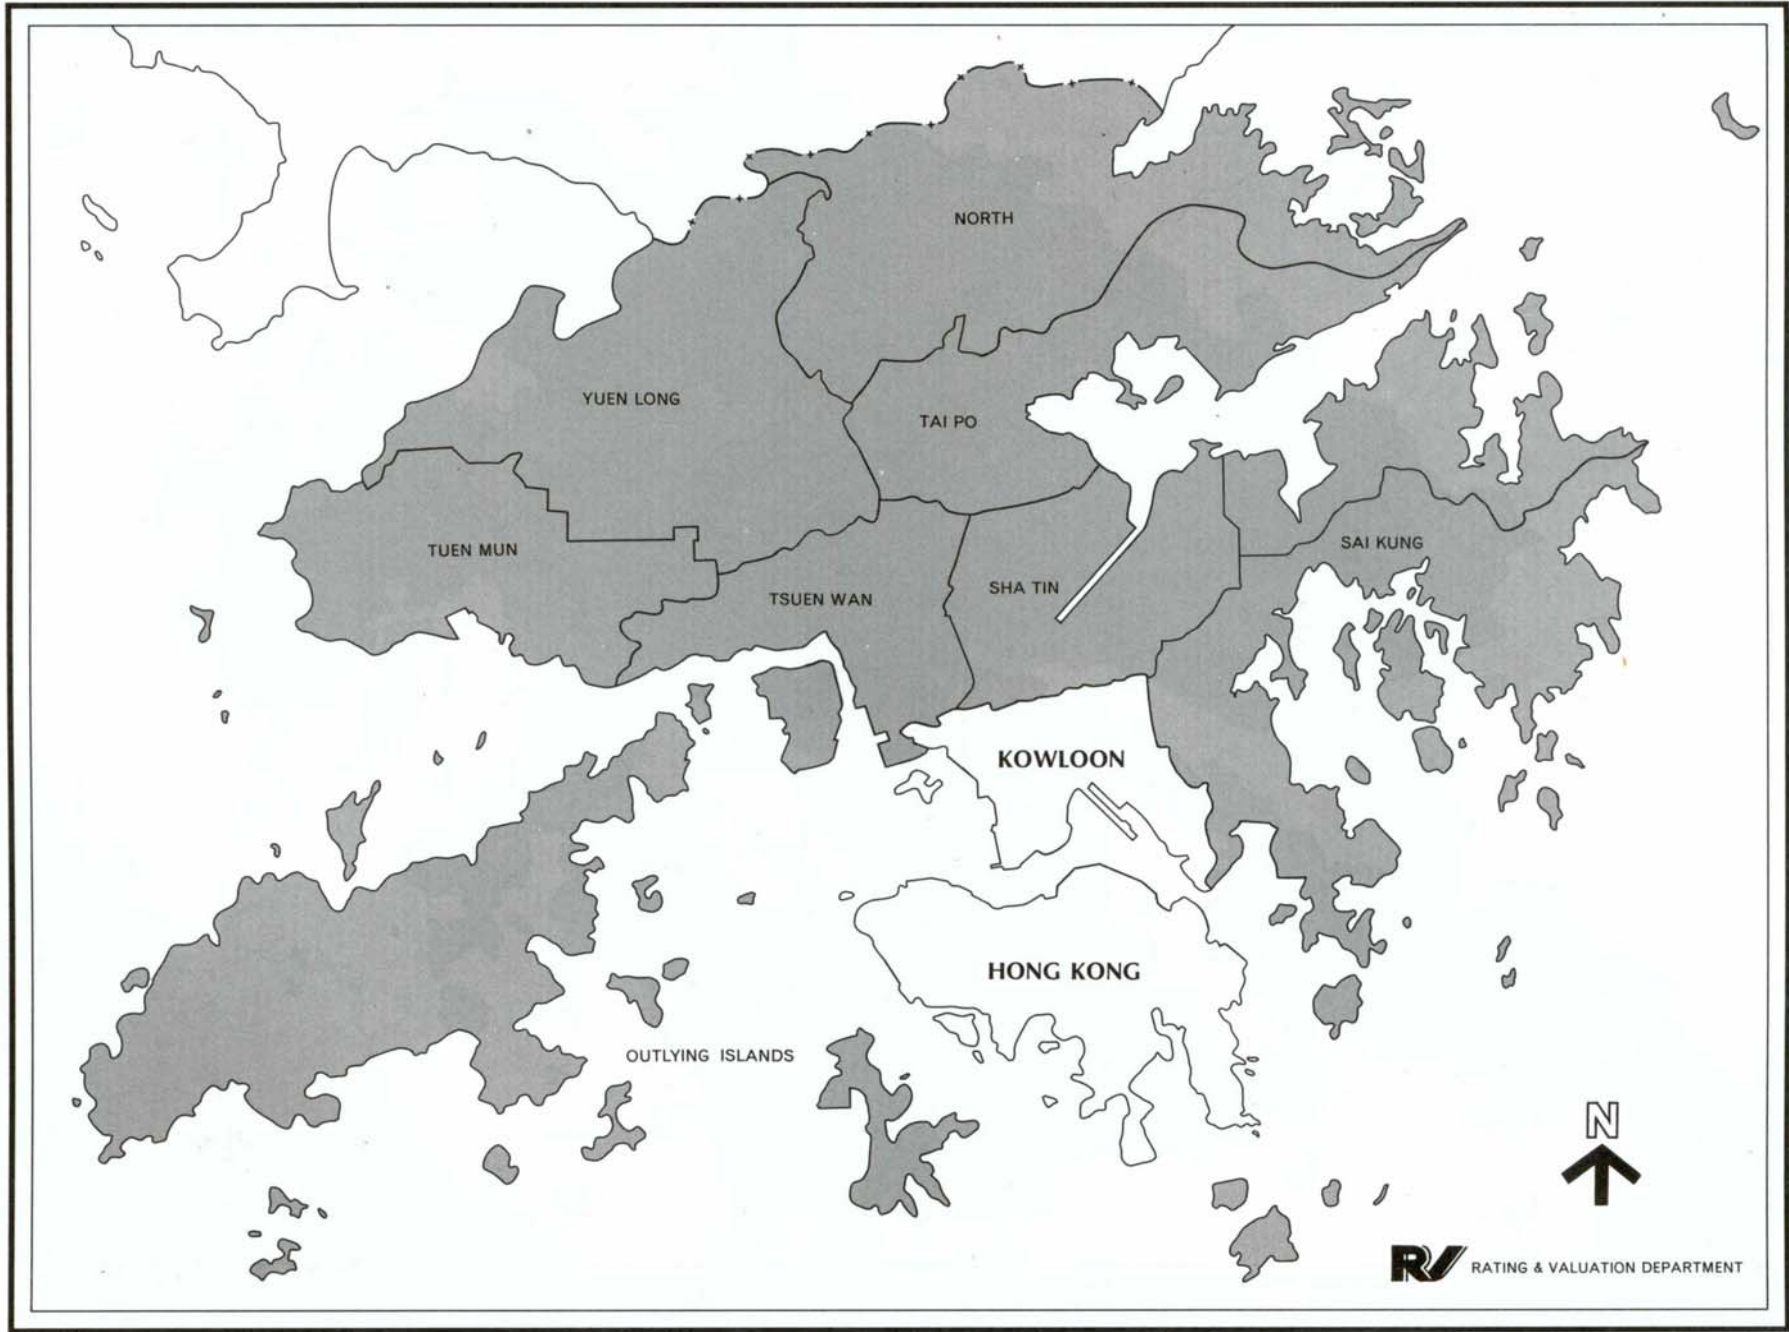 NORTH
YUEN LONG
TAI PO
TUEN MUN
SAI KUNG
TSUEN WAN
SHA TIN
KOWLOON
HONG KONG
OUTLYING ISLANDS
N
RV RATING & VALUATION DEPARTMENT